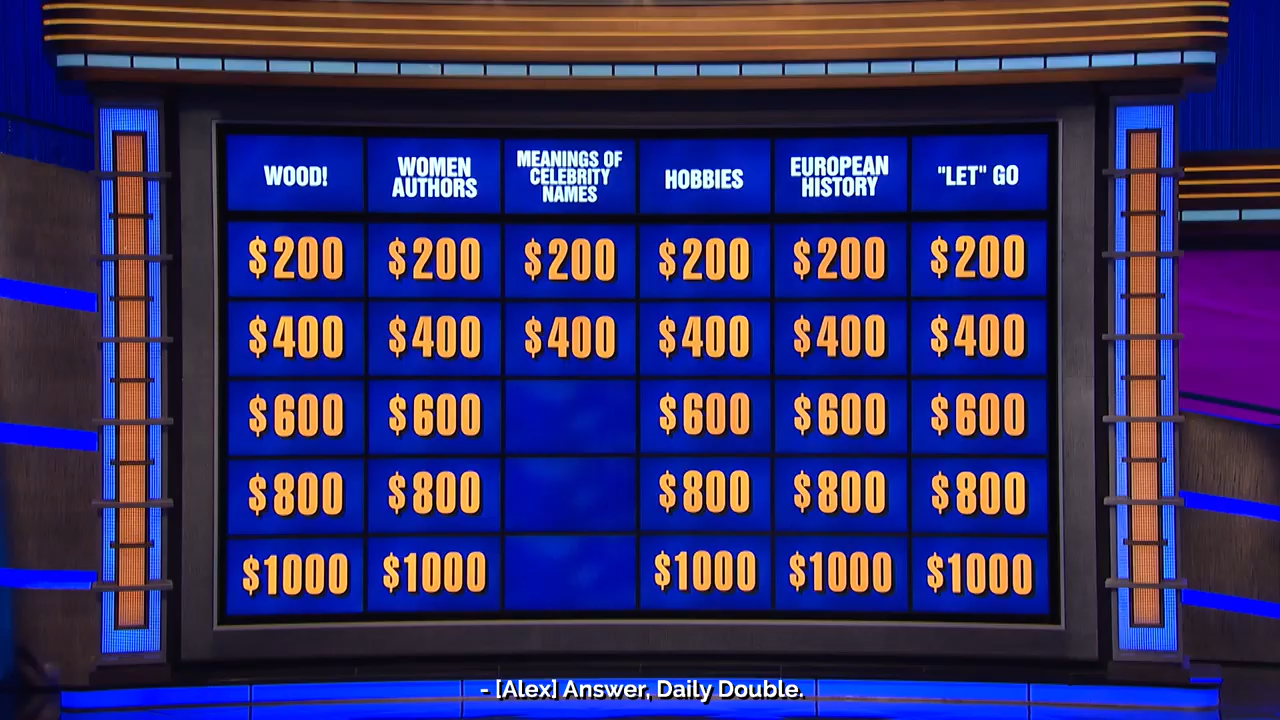 WOOD!
WOMEN
AUTHORS
MEANINGS OF
CELEBRITY
NAMES
HOBBIES
EUROPEAN
HISTORY
"LET" GO
$200 $200 $200 $200 $200 $200
$400 $400 $400 $400 $400 $400
$600 $600 $600 $600 $600
$800 $800 $800 $800 $800
$1000 $1000 $1000 $1000 $1000
- [Alex] Answer, Daily Double.